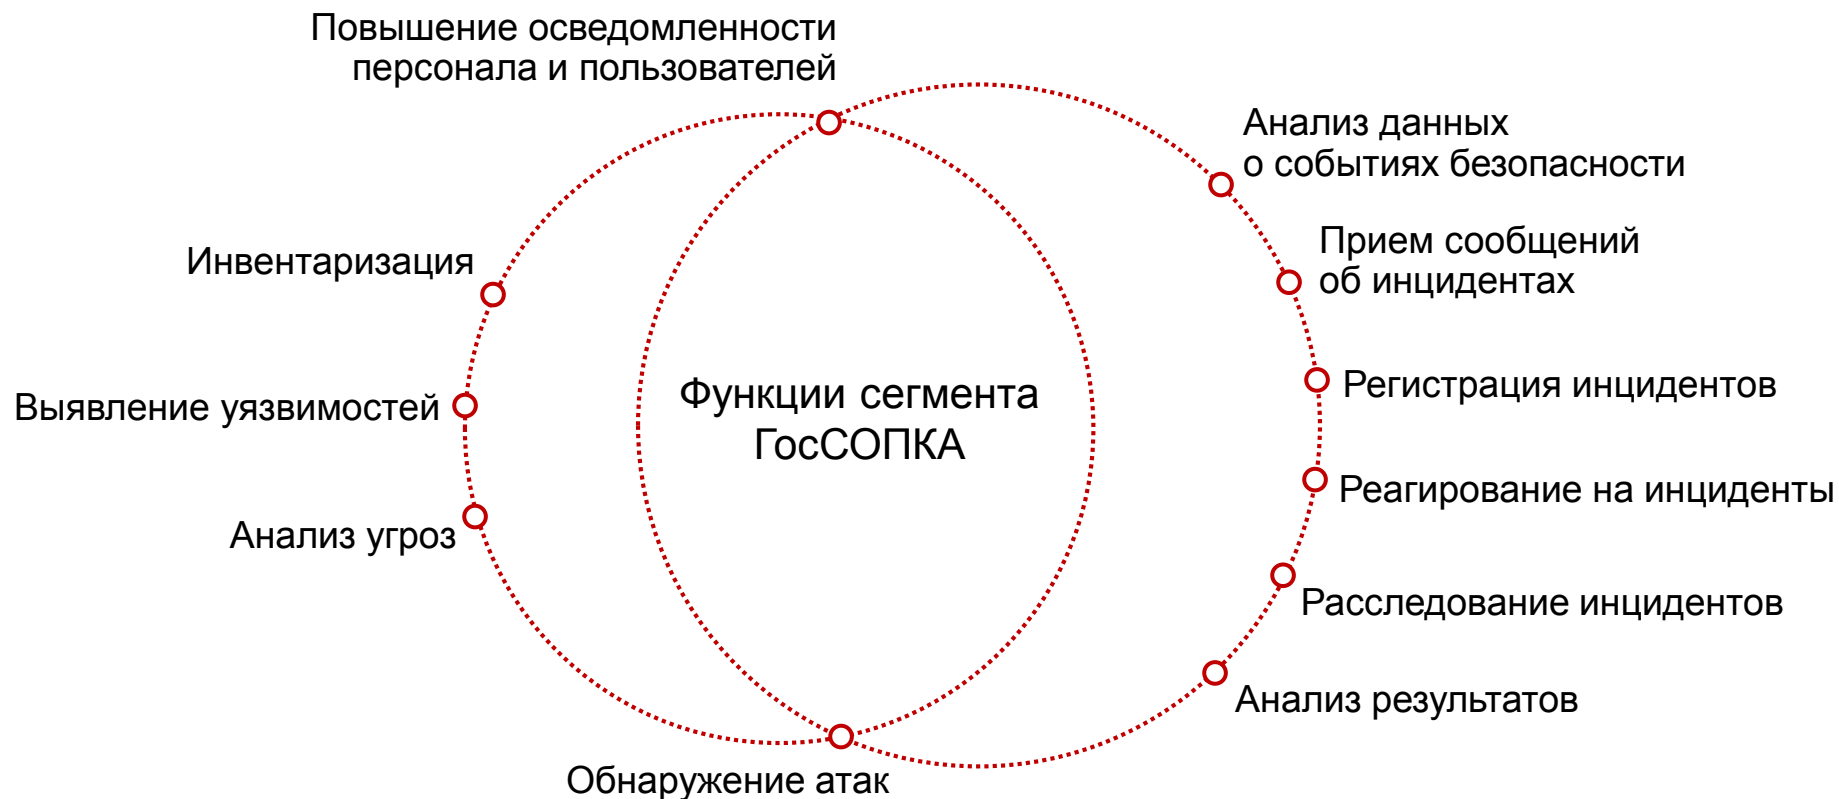 Повышение осведомленности
персонала и пользователей
Анализ данных
о событиях безопасности
Прием сообщений
об инцидентах
Инвентаризация
Выявление уязвимостей
Функции сегмента
ГосСОПКА
Регистрация инцидентов
Реагирование на инциденты
Анализ угроз
Расследование инцидентов
Анализ результатов
Обнаружение атак